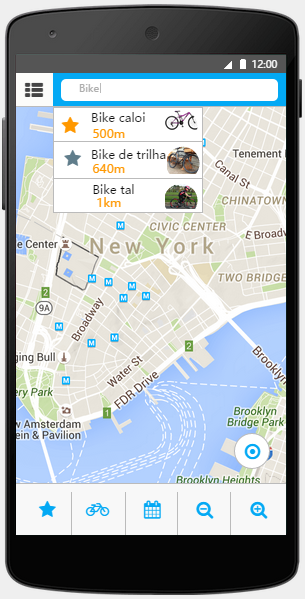 12:00
Bike
Bike caloi
500m
Bike de trilha
640m
Bike tal
1km
Tenement
Canal St
CHINATOWN
CIVIC CENTER
E Broadway
e Center
New York
TWO BRIDGE
9A
Broadway
ging Bull
Water St
2
2
Brooklyn
FDR Drive
ery Park
1
w Amsterdam
ein & Pavilion
Brooklyn
Bridge Park
Brooklyn Heights